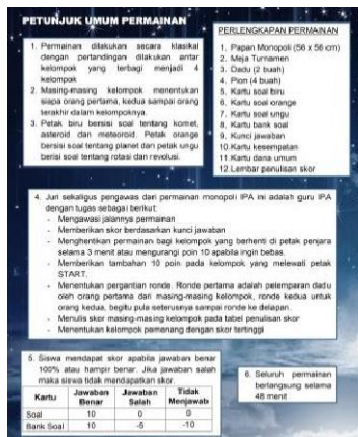 PETUNJUK UMUM PERMAINAN
1. Permainan dilakukan secara klasikal
dengan pertandingan dilakukan antar
kelompok yang terbagi menjadi 4
kelompok
2. Masing-masing kelompok menentukan
siapa orang pertama, kedua sampai orang
terakhir dalam kelompoknya.
3. Petak biru berisi soal tentang komet,
asteroid dan meteoroid. Petak orange
berisi soal tentang planet dan petak ungu
berisi soal tentang rotasi dan revolusi.
PERLENGKAPAN PERMAINAN
1. Papan Monopoli (56 x 56 cm)
2. Meja Turnamen
3. Dadu (2 buah)
4. Pion (4 buah)
5. Kartu soal biru
6. Kartu soal orange
7. Kartu soal ungu
8. Kartu bank soal
9. Kunci jawaban
10. Kartu kesempatan
11. Kartu dana umum
12. Lembar penulisan skor
4. Juri sekaligus pengawas dari permainan monopoli IPA ini adalah guru IPA
dengan tugas sebagai berikut:
- Mengawasi jalannya permainan
- Memberikan skor berdasarkan kunci jawaban
- Menghentikan permainan bagi kelompok yang berhenti di petak penjara
selama 3 menit atau mengurangi poin 10 apabila ingin bebas.
- Memberikan tambahan 10 poin pada kelompok yang melewati petak
START.
- Menentukan pergantian ronde. Ronde pertama adalah pelemparan dadu
oleh orang pertama dari masing-masing kelompok, ronde kedua untuk
orang kedua, begitu pula seterusnya sampai ronde ke delapan.
- Menulis skor masing-masing kelompok pada tabel penulisan skor
- Menentukan kelompok pemenang dengan skor tertinggi
5. Siswa mendapat skor apabila jawaban benar
100% atau hampir benar. Jika jawaban salah
maka siswa tidak mendapatkan skor.
Kartu Jawaban Benar Jawaban Salah Tidak Menjawab
Soal 10 0 0
Bank Soal 10 -5 -10
6. Seluruh permainan
berlangsung selama
48 menit